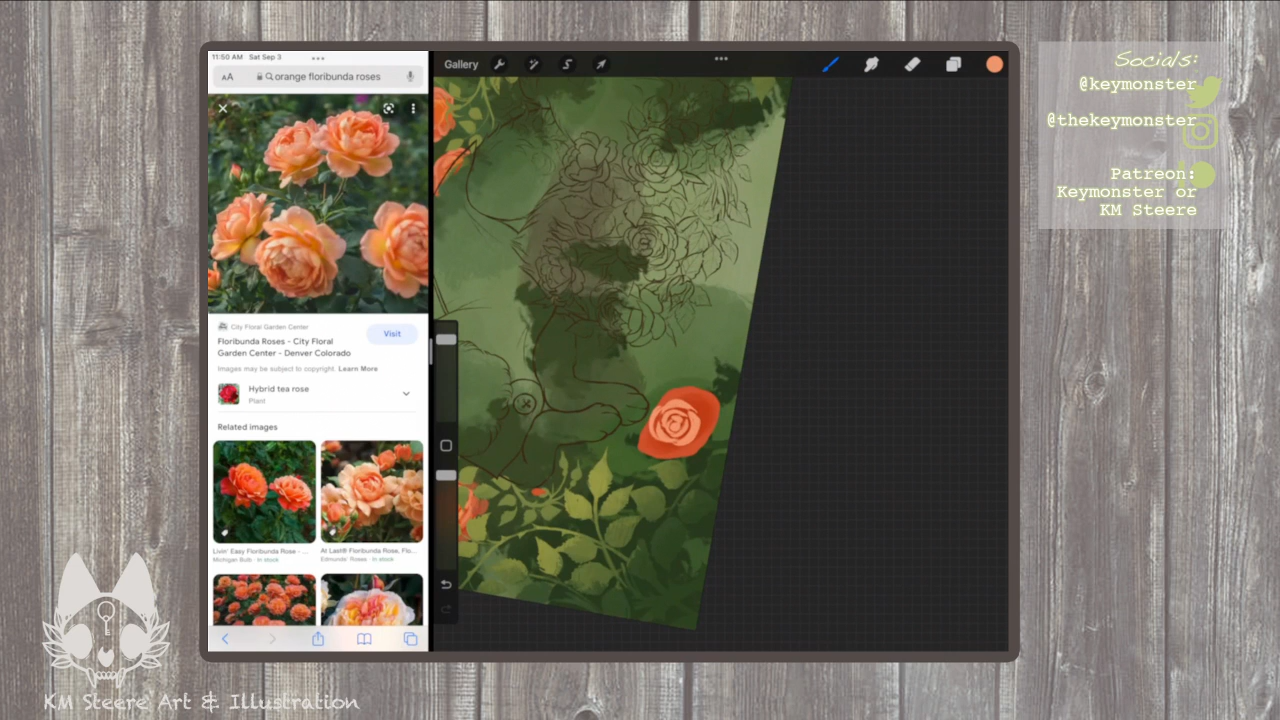 11:50 AM Sat Sep 3
AA orange floribunda roses
City Floral Garden Center
Visit
Floribunda Roses - City Floral
Garden Center - Denver Colorado
Images may be subject to copyright. Learn More
Hybrid tea rose
Plant
Related images
Livin' Easy Floribunda Rose - ...
Michigan Bulb · In stock
At Last® Floribunda Rose, Flo...
Edmunds' Roses · In stock
Gallery
Socials:
@keymonster
@thekeymonster
Patreon:
Keymonster or
KM Steere
KM Steere Art & Illustration